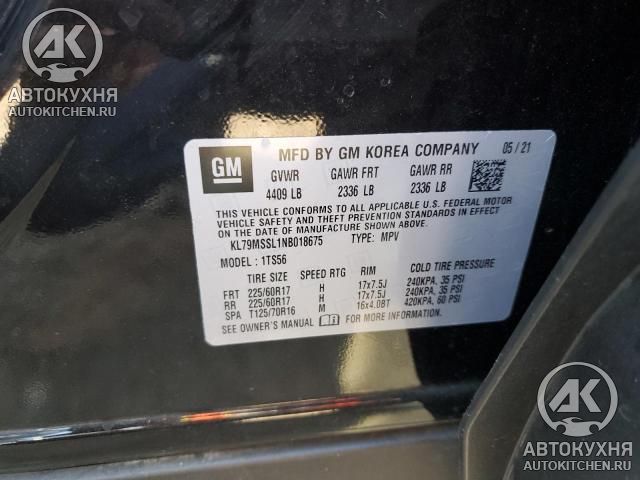 AK
АВТОКУХНЯ
AUTOKITCHEN.RU
GM
MFD BY GM KOREA COMPANY 05 / 21
GVWR GAWR FRT GAWR RR
4409 LB 2336 LB 2336 LB
THIS VEHICLE CONFORMS TO ALL APPLICABLE U.S. FEDERAL MOTOR
VEHICLE SAFETY AND THEFT PREVENTION STANDARDS IN EFFECT
ON THE DATE OF MANUFACTURE SHOWN ABOVE.
KL79MSSL1NB018675 TYPE: MPV
MODEL: 1TS56
TIRE SIZE SPEED RTG RIM COLD TIRE PRESSURE
FRT 225/60R17 H 17x7.5J 240KPA, 35 PSI
RR 225/60R17 H 17x7.5J 240KPA, 35 PSI
SPA T125/70R16 M 16x4.0BT 420KPA, 60 PSI
SEE OWNER'S MANUAL FOR MORE INFORMATION.
AK
АВТОКУХНЯ
AUTOKITCHEN.RU